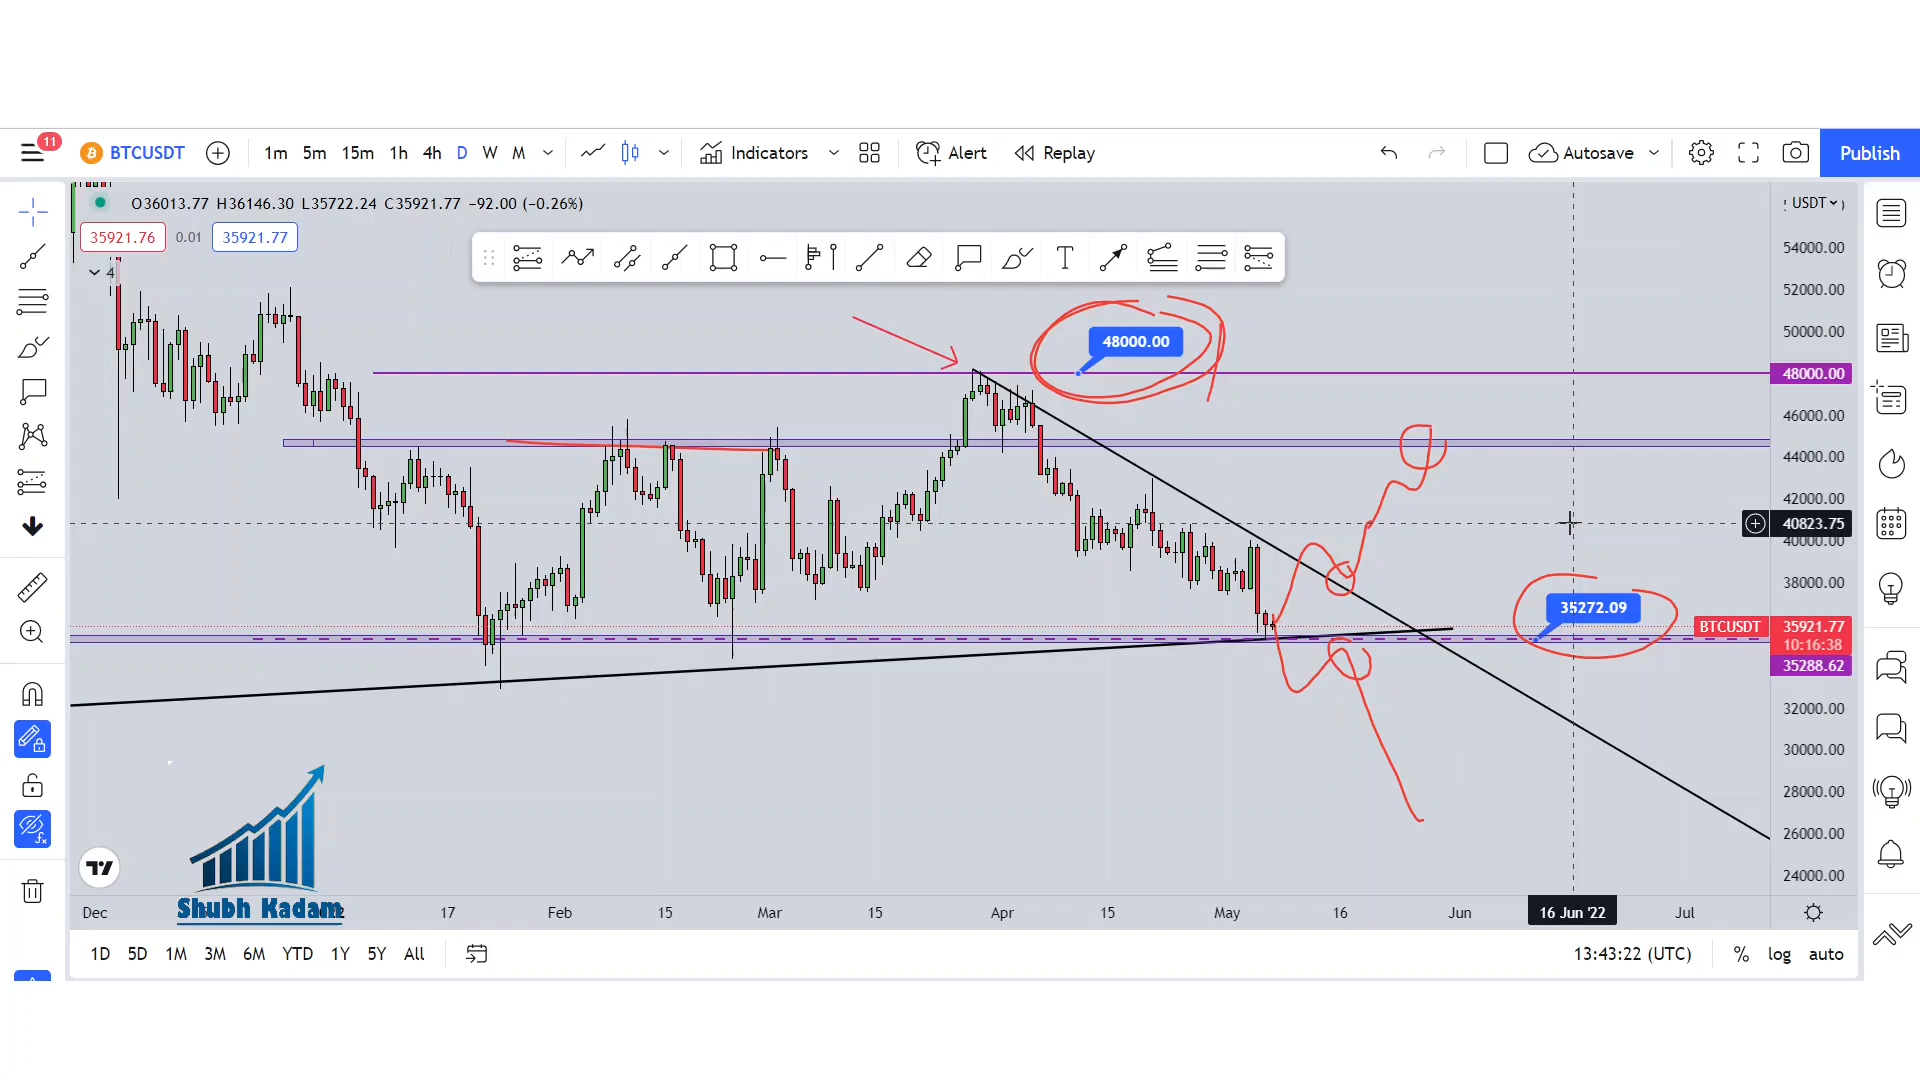 11
BTCUSDT 1m 5m 15m 1h 4h D W M Indicators Alert Replay Autosave Publish
O36013.77 H36146.30 L35722.24 C35921.77 −92.00 (−0.26%)
USDT
35921.76 0.01 35921.77
4
54000.00
52000.00
50000.00
48000.00
48000.00
46000.00
44000.00
42000.00
40823.75
40000.00
38000.00
35272.09
BTCUSDT 35921.77
10:16:38
35288.62
32000.00
30000.00
28000.00
26000.00
24000.00
Shubh Kadam
Dec 17 Feb 15 Mar 15 Apr 15 May 16 Jun 16 Jun '22 Jul
1D 5D 1M 3M 6M YTD 1Y 5Y All 13:43:22 (UTC) % log auto